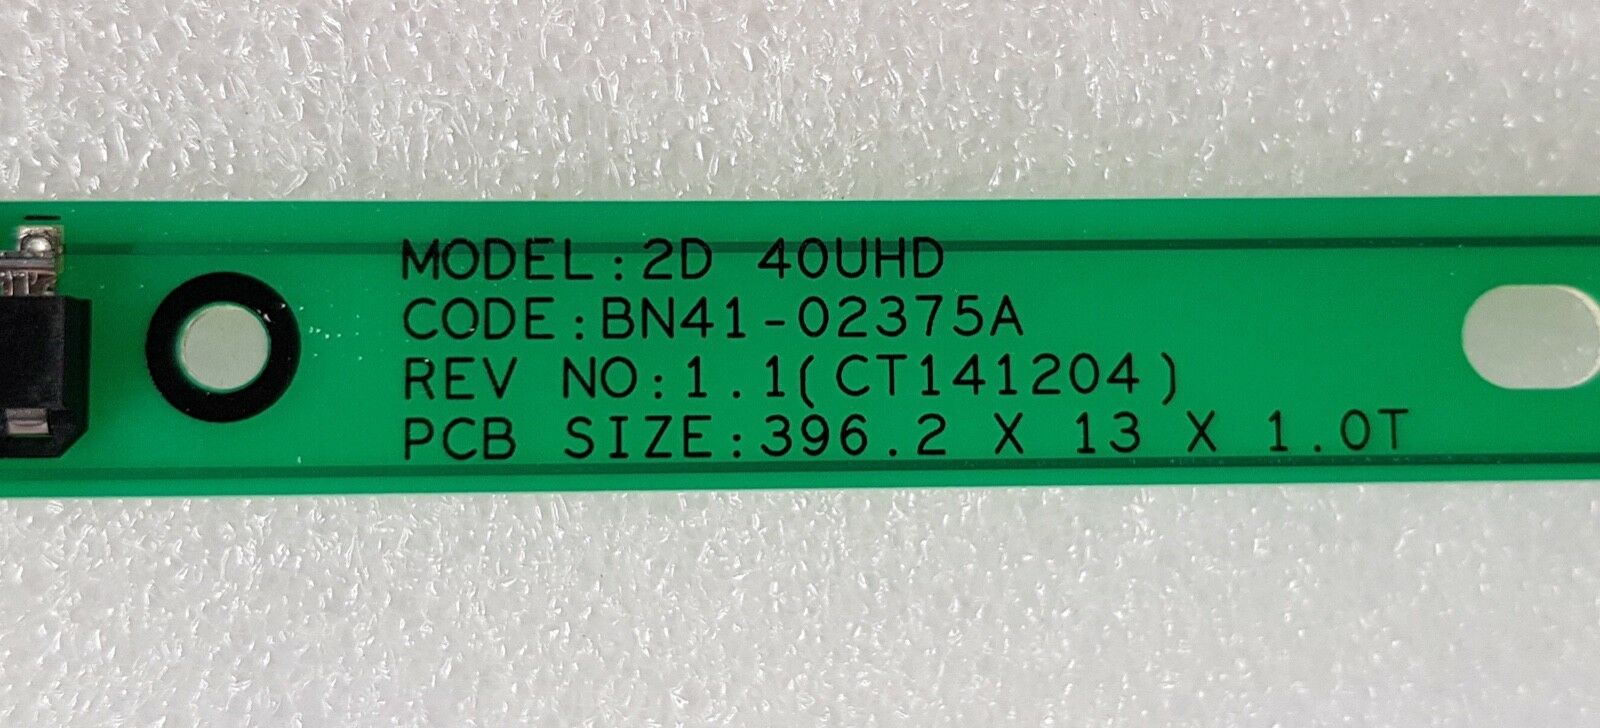 MODEL:2D 40UHD
CODE:BN41-02375A
REV NO:1.1(CT141204)
PCB SIZE:396.2 X 13 X 1.0T